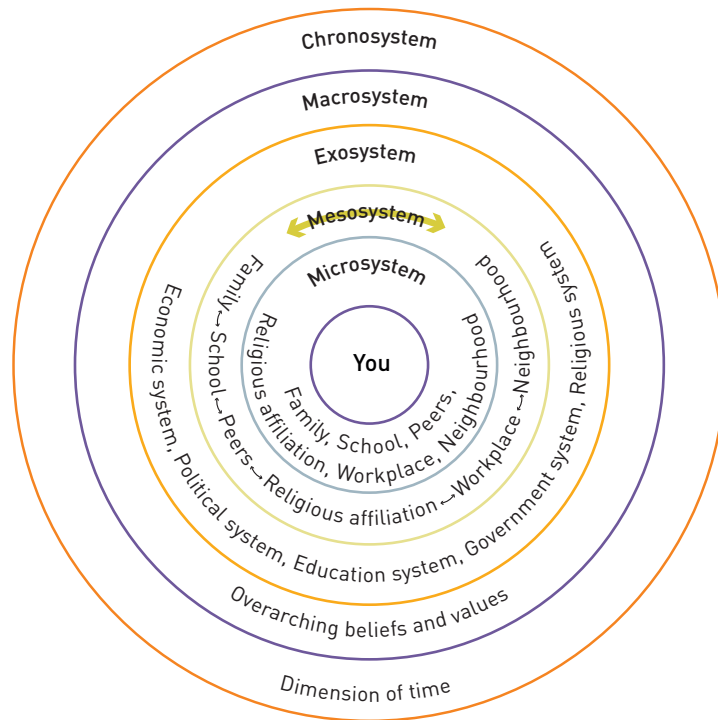 Chronosystem
Macrosystem
Exosystem
Mesosystem
Microsystem
You
Family, School, Peers,
Religious affiliation, Workplace, Neighbourhood
Family↔School↔Peers↔Religious affiliation↔Workplace↔Neighbourhood
Economic system, Political system, Education system, Government system, Religious system
Overarching beliefs and values
Dimension of time